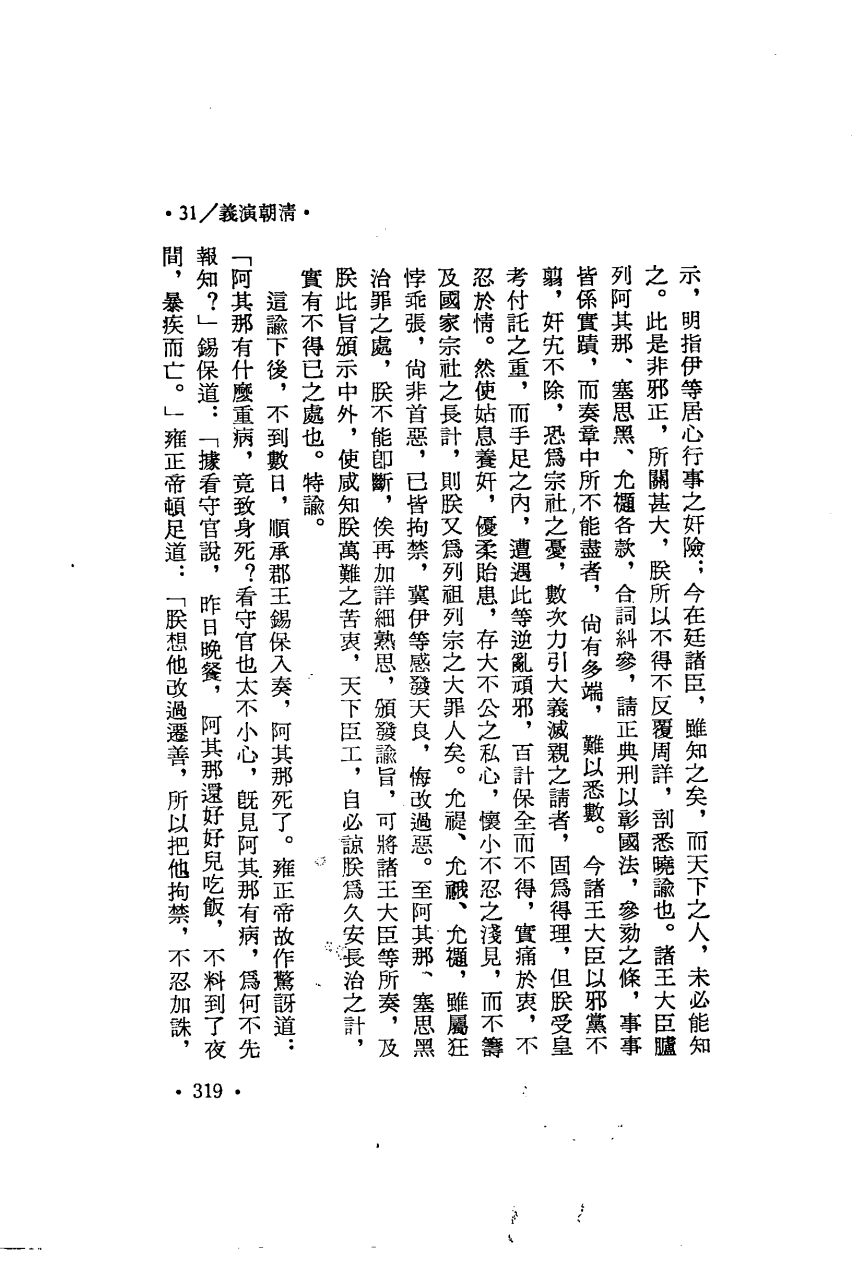 •31/義演朝清•
示，明指伊等居心行事之奸險；今在廷諸臣，雖知之矣，而天下之人，未必能知
之。此是非邪正，所關甚大，朕所以不得不反覆周詳，剖悉曉諭也。諸王大臣臚
列阿其那、塞思黑、允禵各款，合詞糾參，請正典刑以彰國法，參劾之條，事事
皆係實蹟，而奏章中所不能盡者，尙有多端，難以悉數。今諸王大臣以邪黨不
翦，奸宄不除，恐爲宗社之憂，數次力引大義滅親之請者，固爲得理，但朕受皇
考付託之重，而手足之內，遭遇此等逆亂頑邪，百計保全而不得，實痛於衷，不
忍於情。然使姑息養奸，優柔貽患，存大不公之私心，懷小不忍之淺見，而不籌
及國家宗社之長計，則朕又爲列祖列宗之大罪人矣。允禔、允䄉、允禵，雖屬狂
悖乖張，尙非首惡，已皆拘禁，冀伊等感發天良，悔改過惡。至阿其那、塞思黑
治罪之處，朕不能卽斷，俟再加詳細熟思，頒發諭旨，可將諸王大臣等所奏，及
朕此旨頒示中外，使咸知朕萬難之苦衷，天下臣工，自必諒朕爲久安長治之計，
實有不得已之處也。特諭。
這諭下後，不到數日，順承郡王錫保入奏，阿其那死了。雍正帝故作驚訝道：
「阿其那有什麼重病，竟致身死？看守官也太不小心，旣見阿其那有病，爲何不先
報知？」錫保道：「據看守官說，昨日晚餐，阿其那還好好兒吃飯，不料到了夜
間，暴疾而亡。」雍正帝頓足道：「朕想他改過遷善，所以把他拘禁，不忍加誅，
•319•